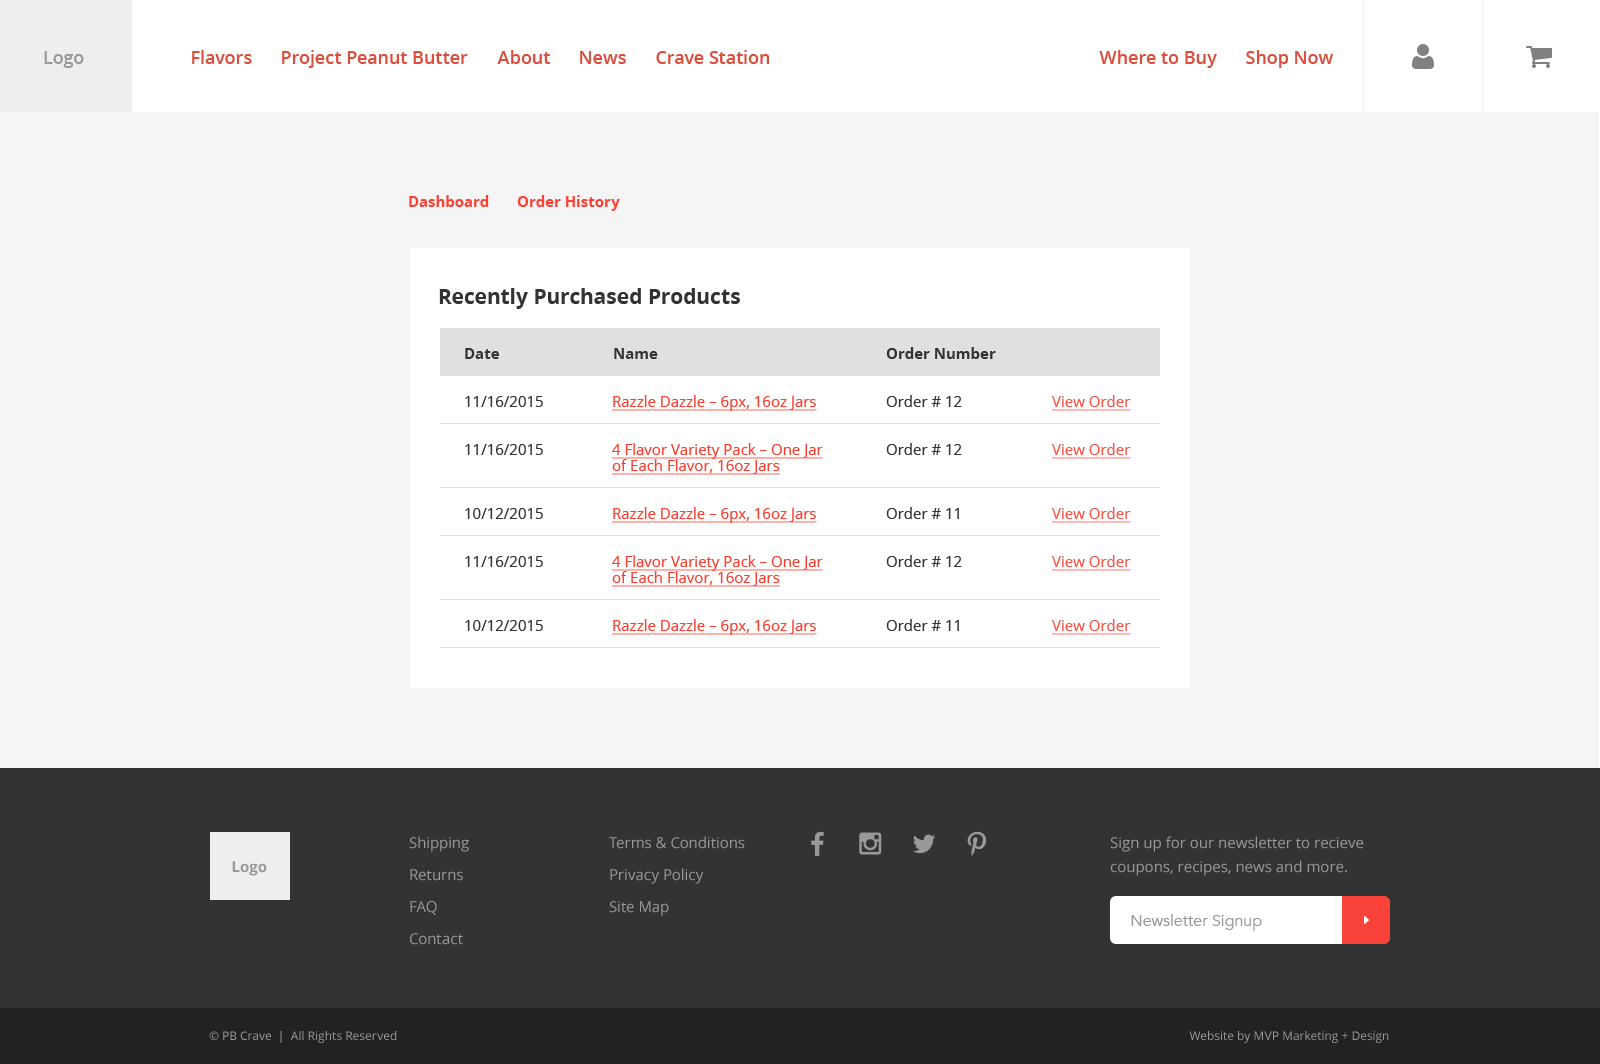 Logo
Flavors Project Peanut Butter About News Crave Station Where to Buy Shop Now
Dashboard Order History
Recently Purchased Products
Date Name Order Number
11/16/2015 Razzle Dazzle – 6px, 16oz Jars Order # 12 View Order
11/16/2015 4 Flavor Variety Pack – One Jar Order # 12 View Order
of Each Flavor, 16oz Jars
10/12/2015 Razzle Dazzle – 6px, 16oz Jars Order # 11 View Order
11/16/2015 4 Flavor Variety Pack – One Jar Order # 12 View Order
of Each Flavor, 16oz Jars
10/12/2015 Razzle Dazzle – 6px, 16oz Jars Order # 11 View Order
Logo
Shipping
Returns
FAQ
Contact
Terms & Conditions
Privacy Policy
Site Map
Sign up for our newsletter to recieve
coupons, recipes, news and more.
Newsletter Signup
© PB Crave | All Rights Reserved
Website by MVP Marketing + Design